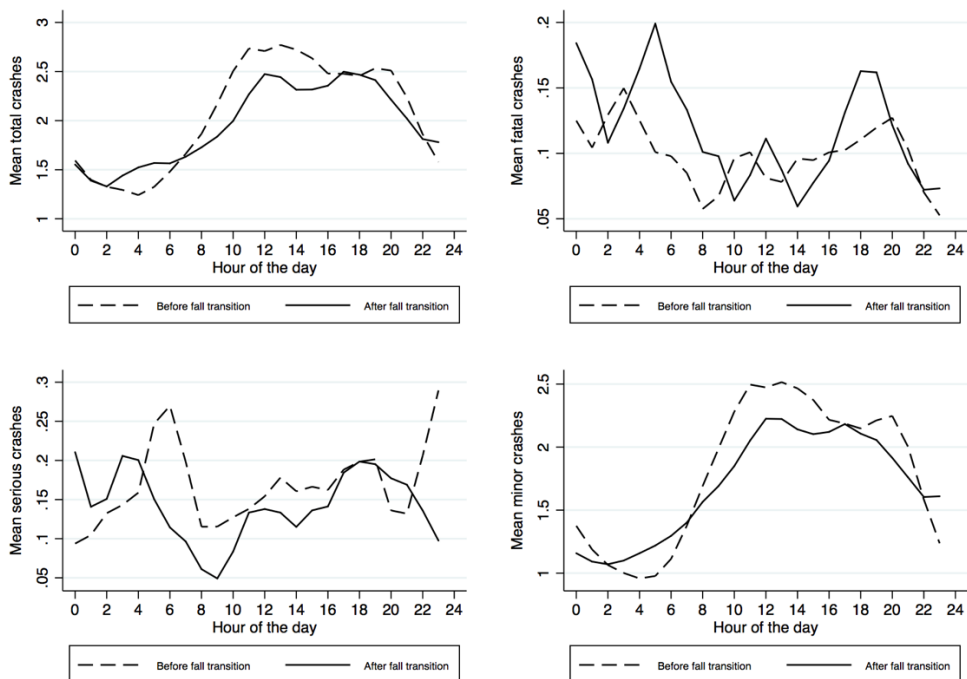 Mean total crashes
3
2.5
2
1.5
1
0 2 4 6 8 10 12 14 16 18 20 22 24
Hour of the day
Before fall transition After fall transition
Mean fatal crashes
.2
.15
.1
.05
0 2 4 6 8 10 12 14 16 18 20 22 24
Hour of the day
Before fall transition After fall transition
Mean serious crashes
.3
.25
.2
.15
.1
.05
0 2 4 6 8 10 12 14 16 18 20 22 24
Hour of the day
Before fall transition After fall transition
Mean minor crashes
2.5
2
1.5
1
0 2 4 6 8 10 12 14 16 18 20 22 24
Hour of the day
Before fall transition After fall transition